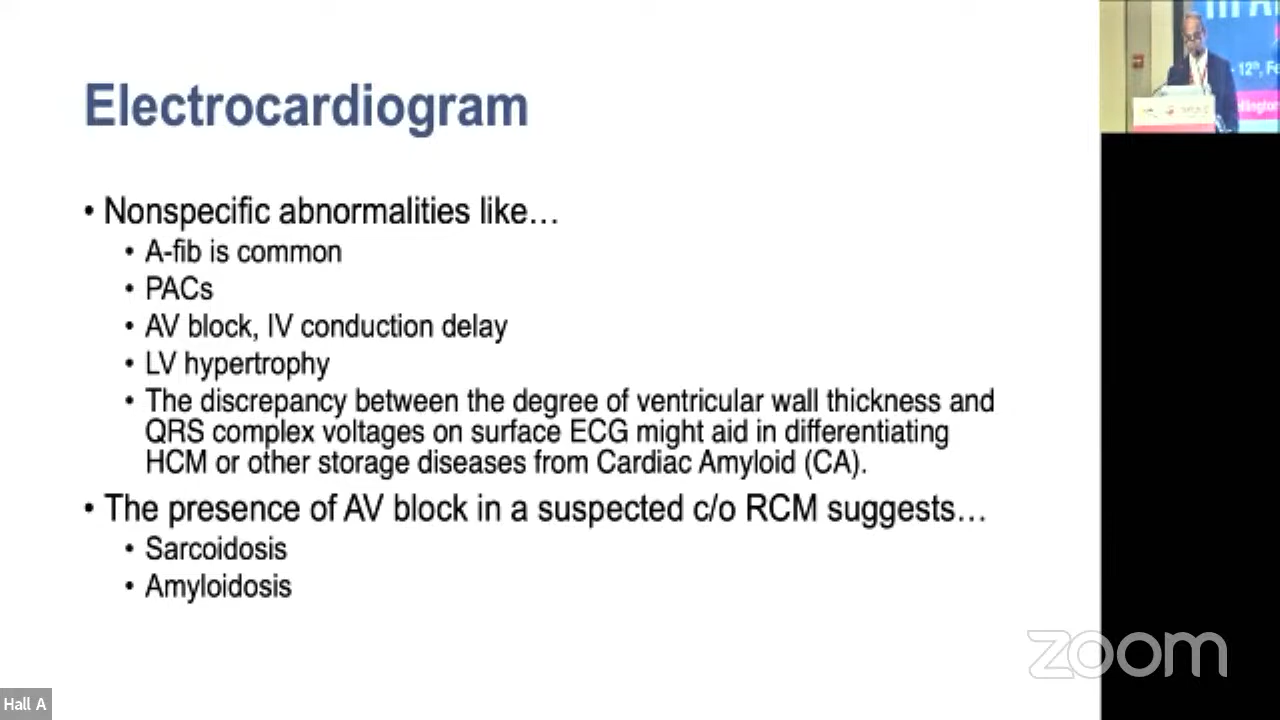 Electrocardiogram
• Nonspecific abnormalities like…
• A-fib is common
• PACs
• AV block, IV conduction delay
• LV hypertrophy
• The discrepancy between the degree of ventricular wall thickness and
QRS complex voltages on surface ECG might aid in differentiating
HCM or other storage diseases from Cardiac Amyloid (CA).
• The presence of AV block in a suspected c/o RCM suggests…
• Sarcoidosis
• Amyloidosis
12th, Fe
zoom
Hall A